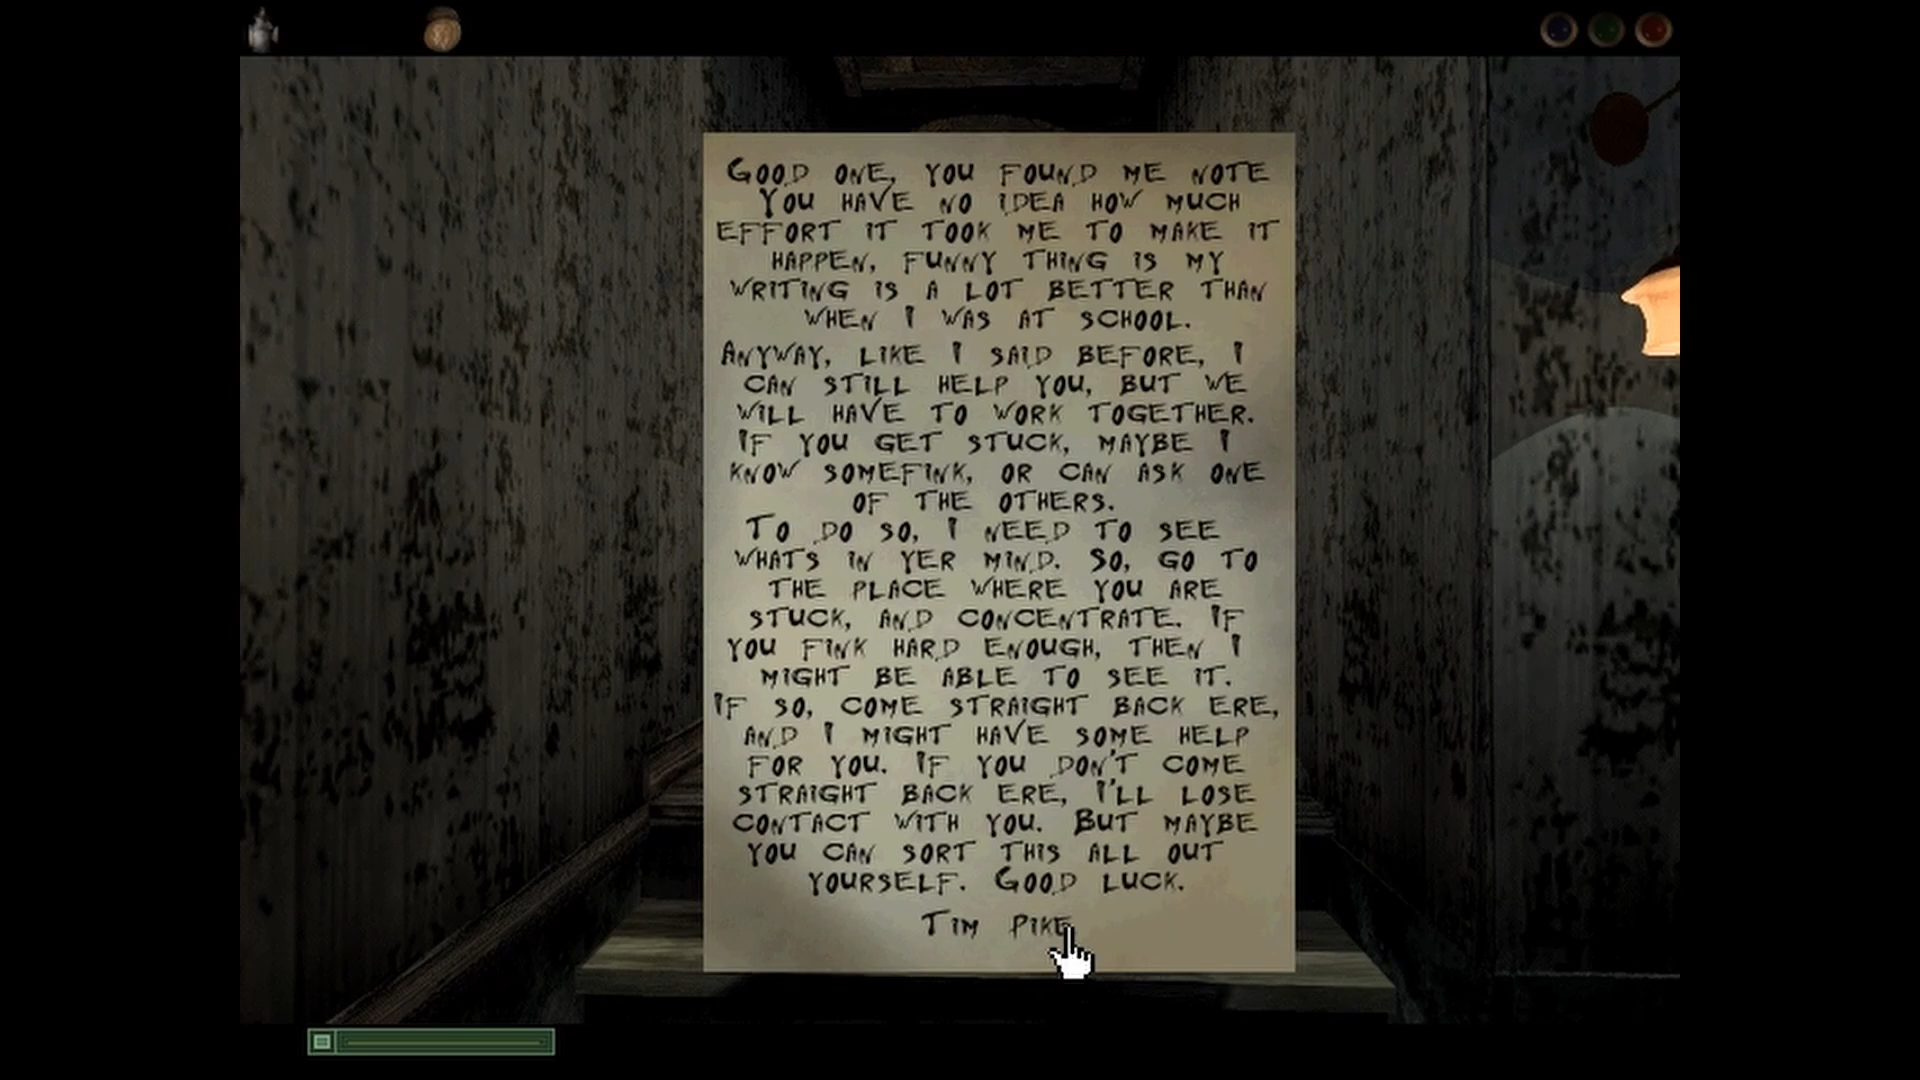 Good one, you found me note
You have no idea how much
effort it took me to make it
happen, funny thing is my
writing is a lot better than
when I was at school.
Anyway, like I said before, I
can still help you, but we
will have to work together.
If you get stuck, maybe I
know somefink, or can ask one
of the others.
To do so, I need to see
whats in yer mind. So, go to
the place where you are
stuck, and concentrate. If
you fink hard enough, then I
might be able to see it.
If so, come straight back ere,
and I might have some help
for you. If you don't come
straight back ere, I'll lose
contact with you. But maybe
you can sort this all out
yourself. Good luck.
Tim Pike